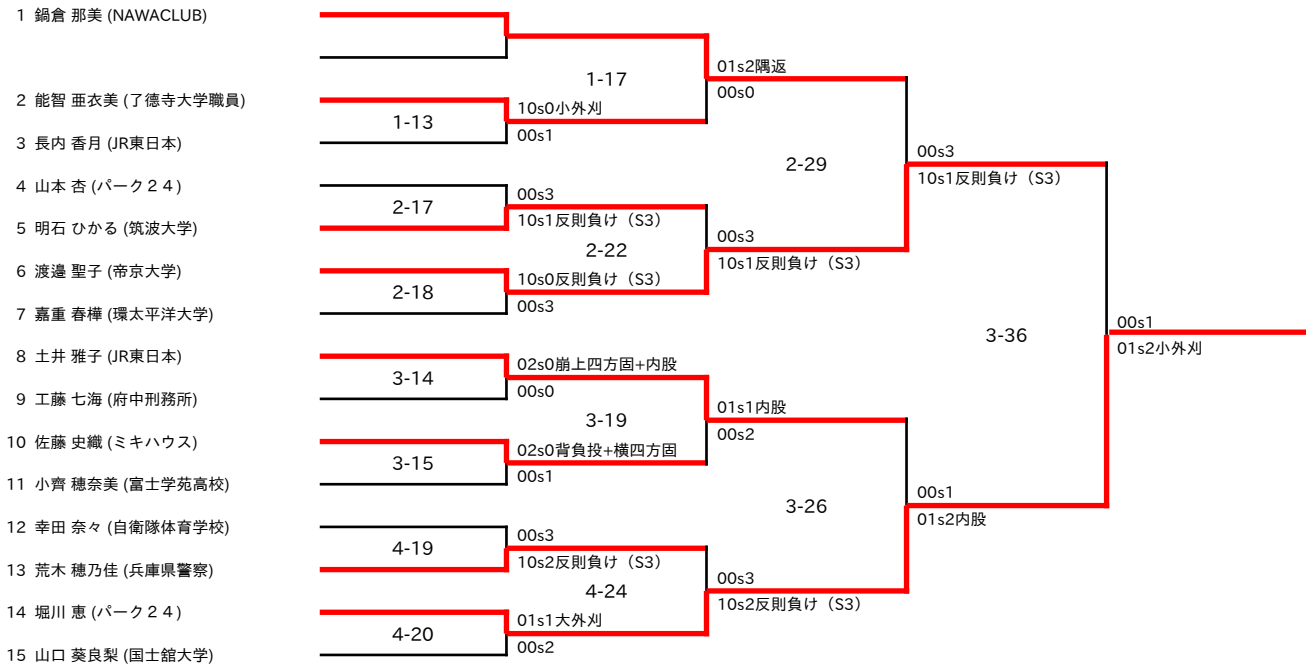 1 鍋倉 那美 (NAWACLUB)
2 能智 亜衣美 (了德寺大学職員)
3 長内 香月 (JR東日本)
4 山本 杏 (パーク２４)
5 明石 ひかる (筑波大学)
6 渡邉 聖子 (帝京大学)
7 嘉重 春樺 (環太平洋大学)
8 土井 雅子 (JR東日本)
9 工藤 七海 (府中刑務所)
10 佐藤 史織 (ミキハウス)
11 小齊 穂奈美 (富士学苑高校)
12 幸田 奈々 (自衛隊体育学校)
13 荒木 穂乃佳 (兵庫県警察)
14 堀川 恵 (パーク２４)
15 山口 葵良梨 (国士舘大学)
1-13
2-17
2-18
3-14
3-15
4-19
4-20
10s0小外刈
00s1
00s3
10s1反則負け（S3）
10s0反則負け（S3）
00s3
02s0崩上四方固+内股
00s0
02s0背負投+横四方固
00s1
00s3
10s2反則負け（S3）
01s1大外刈
00s2
1-17
2-22
3-19
4-24
01s2隅返
00s0
00s3
10s1反則負け（S3）
01s1内股
00s2
00s3
10s2反則負け（S3）
2-29
3-26
00s3
10s1反則負け（S3）
00s1
01s2内股
3-36
00s1
01s2小外刈